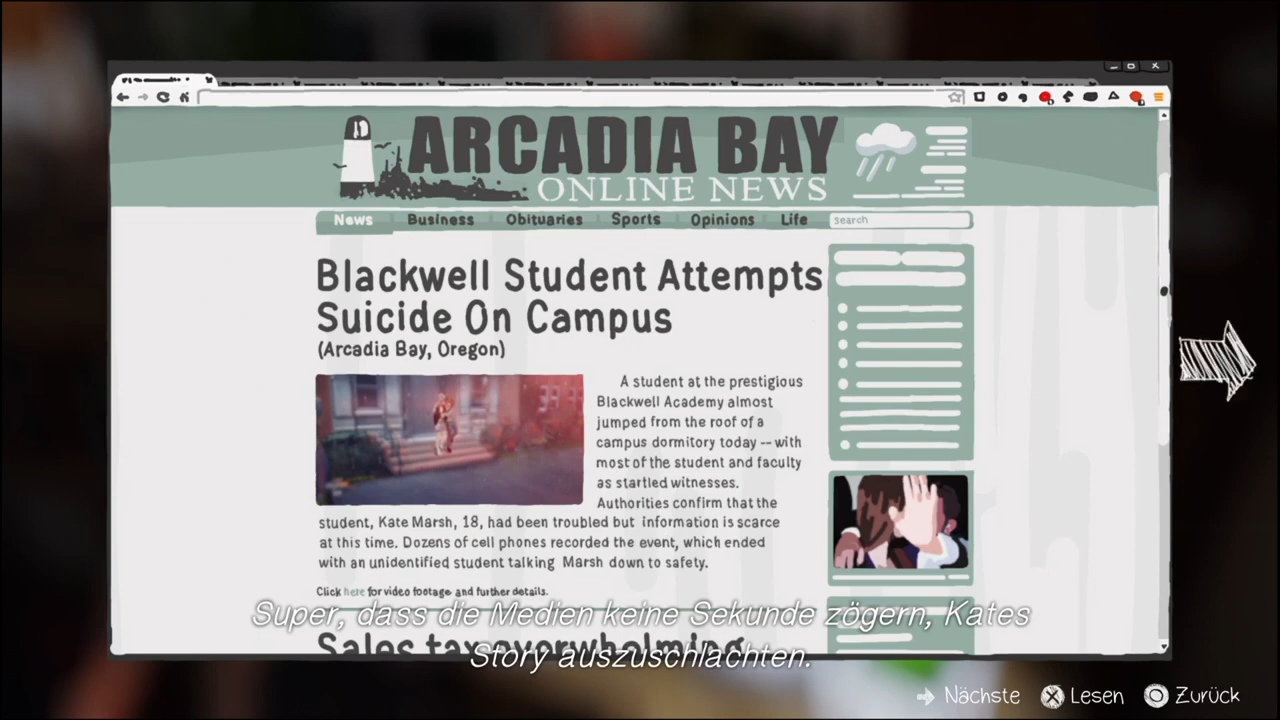 ARCADIA BAY
ONLINE NEWS
News Business Obituaries Sports Opinions Life search
Blackwell Student Attempts
Suicide On Campus
(Arcadia Bay, Oregon)
A student at the prestigious
Blackwell Academy almost
jumped from the roof of a
campus dormitory today -- with
most of the student and faculty
as startled witnesses.
Authorities confirm that the
student, Kate Marsh, 18, had been troubled but information is scarce
at this time. Dozens of cell phones recorded the event, which ended
with an unidentified student talking Marsh down to safety.
Click here for video footage and further details.
Super, dass die Medien keine Sekunde zögern, Kates
Sales tax overwhelming
Story auszuschlachten.
Nächste Lesen Zurück